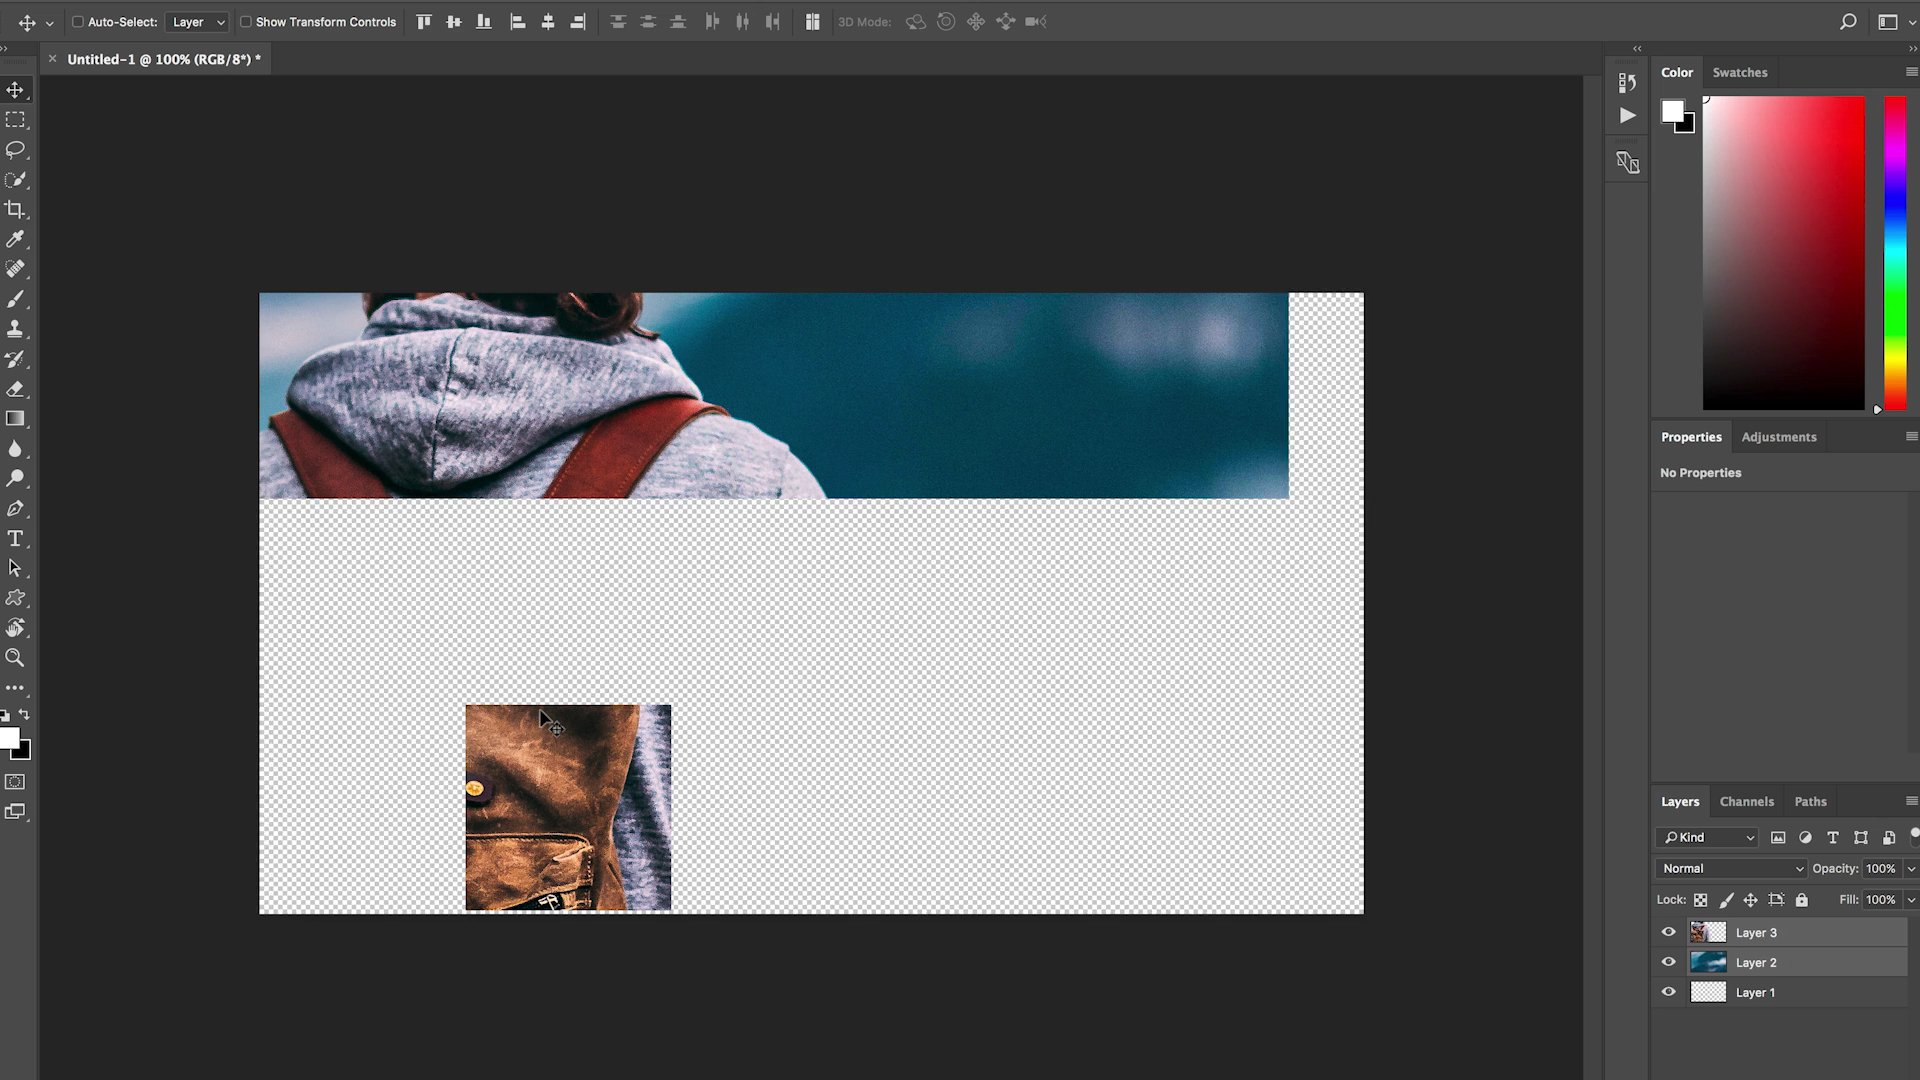 Auto-Select: Layer Show Transform Controls 3D Mode:
Untitled-1 @ 100% (RGB/8*) *
Color Swatches
Properties Adjustments
No Properties
Layers Channels Paths
Kind
Normal Opacity: 100%
Lock: Fill: 100%
Layer 3
Layer 2
Layer 1